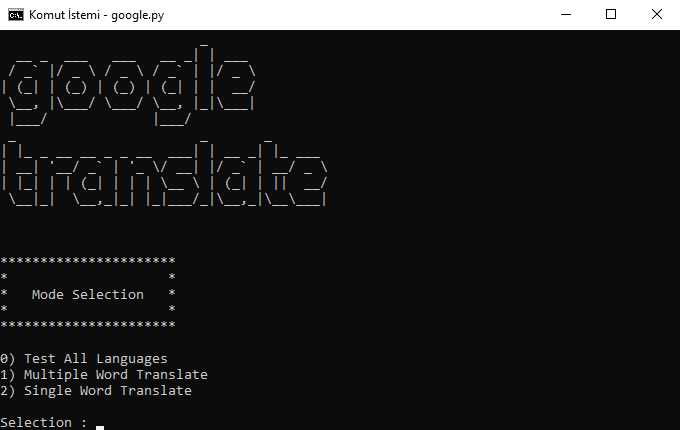 Komut İstemi - google.py
google
translate
**********************
*                    *
*   Mode Selection   *
*                    *
**********************
0) Test All Languages
1) Multiple Word Translate
2) Single Word Translate
Selection :